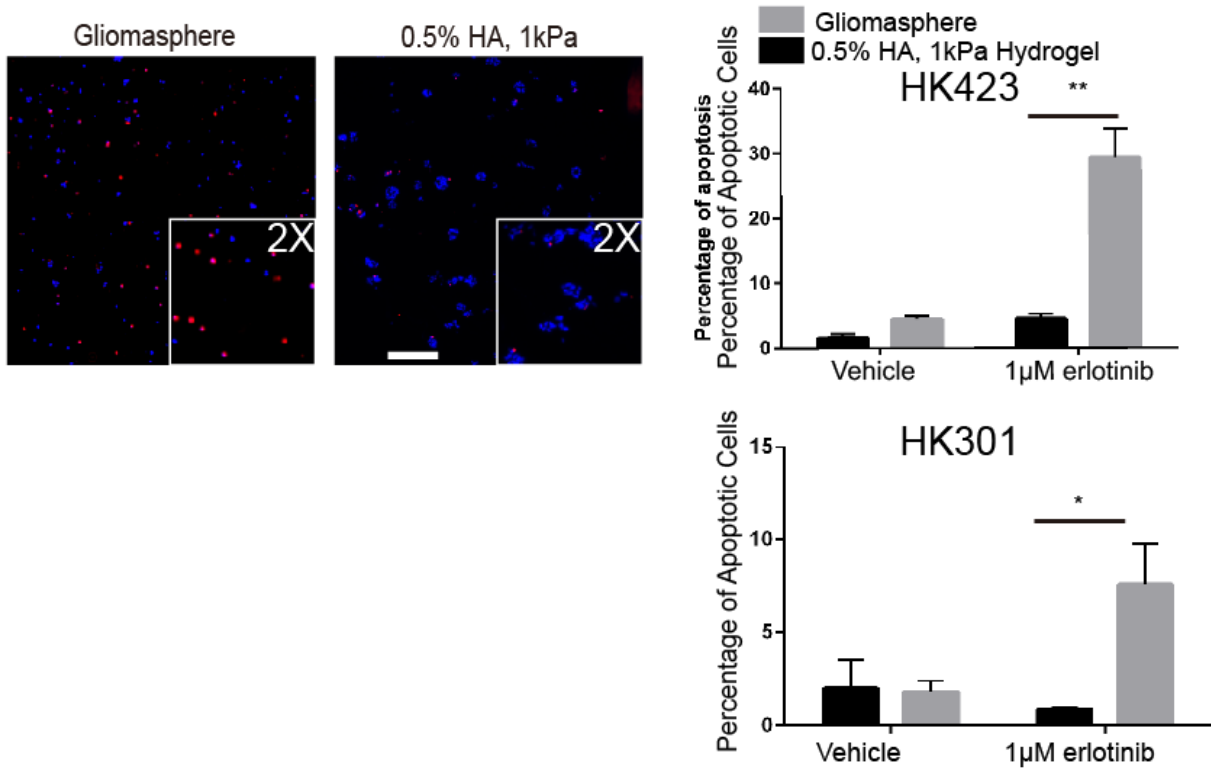 Gliomasphere
0.5% HA, 1kPa
2X
2X
Gliomasphere
0.5% HA, 1kPa Hydrogel
HK423
**
Percentage of apoptosis
Percentage of Apoptotic Cells
40
30
20
10
0
Vehicle
1µM erlotinib
HK301
*
Percentage of Apoptotic Cells
15
10
5
0
Vehicle
1µM erlotinib